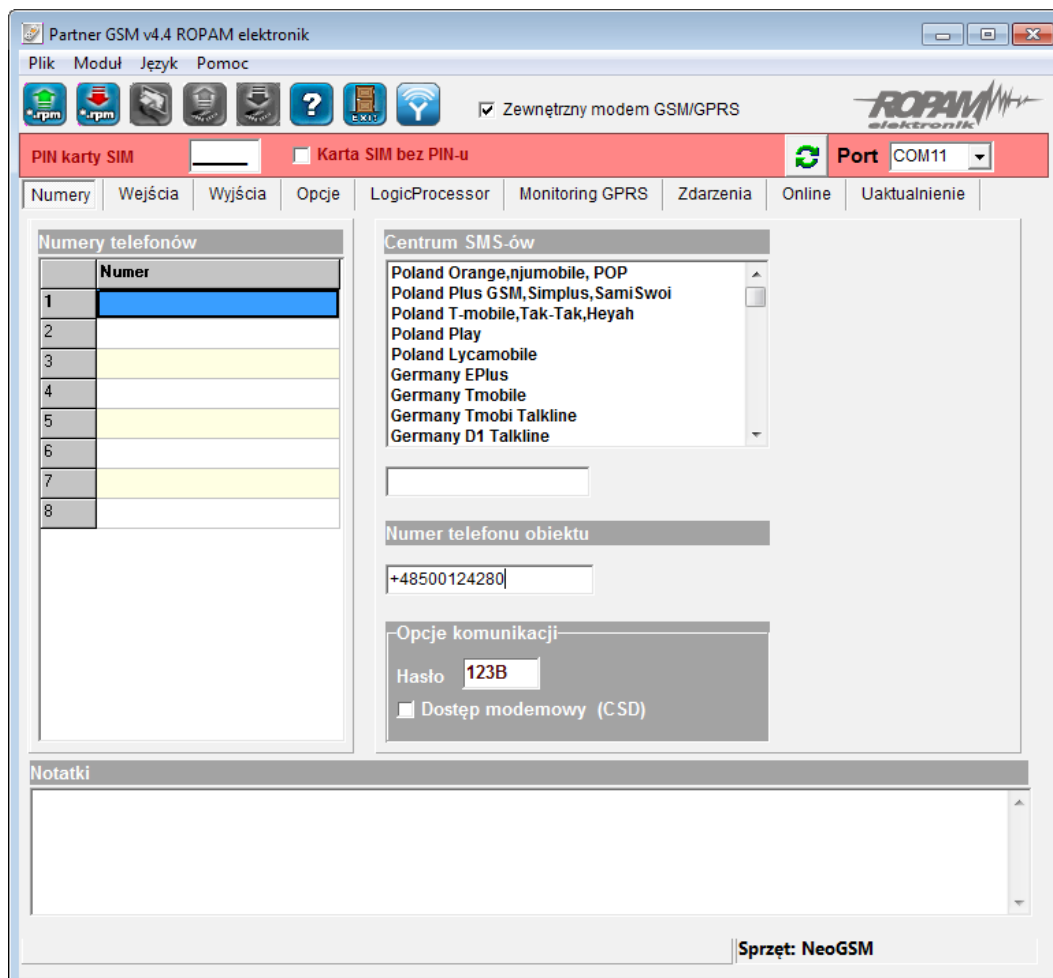 Partner GSM v4.4 ROPAM elektronik
Plik Moduł Język Pomoc
*.rpm *.rpm ? EXIT Zewnętrzny modem GSM/GPRS ROPAM elektronik
PIN karty SIM Karta SIM bez PIN-u Port COM11
Numery Wejścia Wyjścia Opcje LogicProcessor Monitoring GPRS Zdarzenia Online Uaktualnienie
Numery telefonów
Numer
1
2
3
4
5
6
7
8
Centrum SMS-ów
Poland Orange,njumobile, POP
Poland Plus GSM,Simplus,SamiSwoi
Poland T-mobile,Tak-Tak,Heyah
Poland Play
Poland Lycamobile
Germany EPlus
Germany Tmobile
Germany Tmobi Talkline
Germany D1 Talkline
Numer telefonu obiektu
+48500124280
Opcje komunikacji
Hasło 123B
Dostęp modemowy (CSD)
Notatki
Sprzęt: NeoGSM